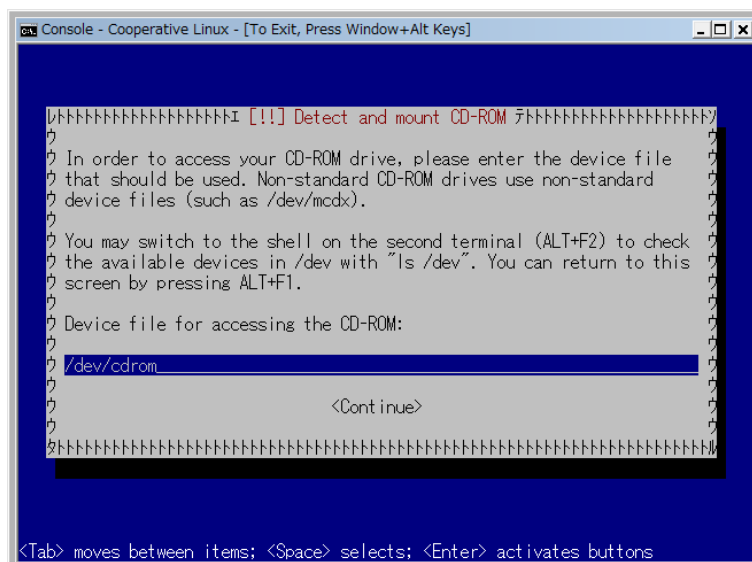 Console - Cooperative Linux - [To Exit, Press Window+Alt Keys]
[!!] Detect and mount CD-ROM
In order to access your CD-ROM drive, please enter the device file
that should be used. Non-standard CD-ROM drives use non-standard
device files (such as /dev/mcdx).
You may switch to the shell on the second terminal (ALT+F2) to check
the available devices in /dev with "ls /dev". You can return to this
screen by pressing ALT+F1.
Device file for accessing the CD-ROM:
/dev/cdrom
<Continue>
<Tab> moves between items; <Space> selects; <Enter> activates buttons